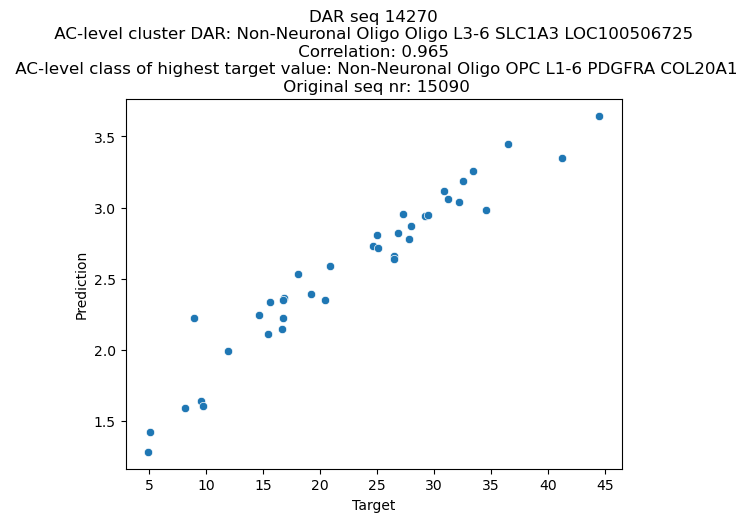 DAR seq 14270
AC-level cluster DAR: Non-Neuronal Oligo Oligo L3-6 SLC1A3 LOC100506725
Correlation: 0.965
AC-level class of highest target value: Non-Neuronal Oligo OPC L1-6 PDGFRA COL20A1
Original seq nr: 15090
3.5
3.0
2.5
2.0
1.5
Prediction
5 10 15 20 25 30 35 40 45
Target